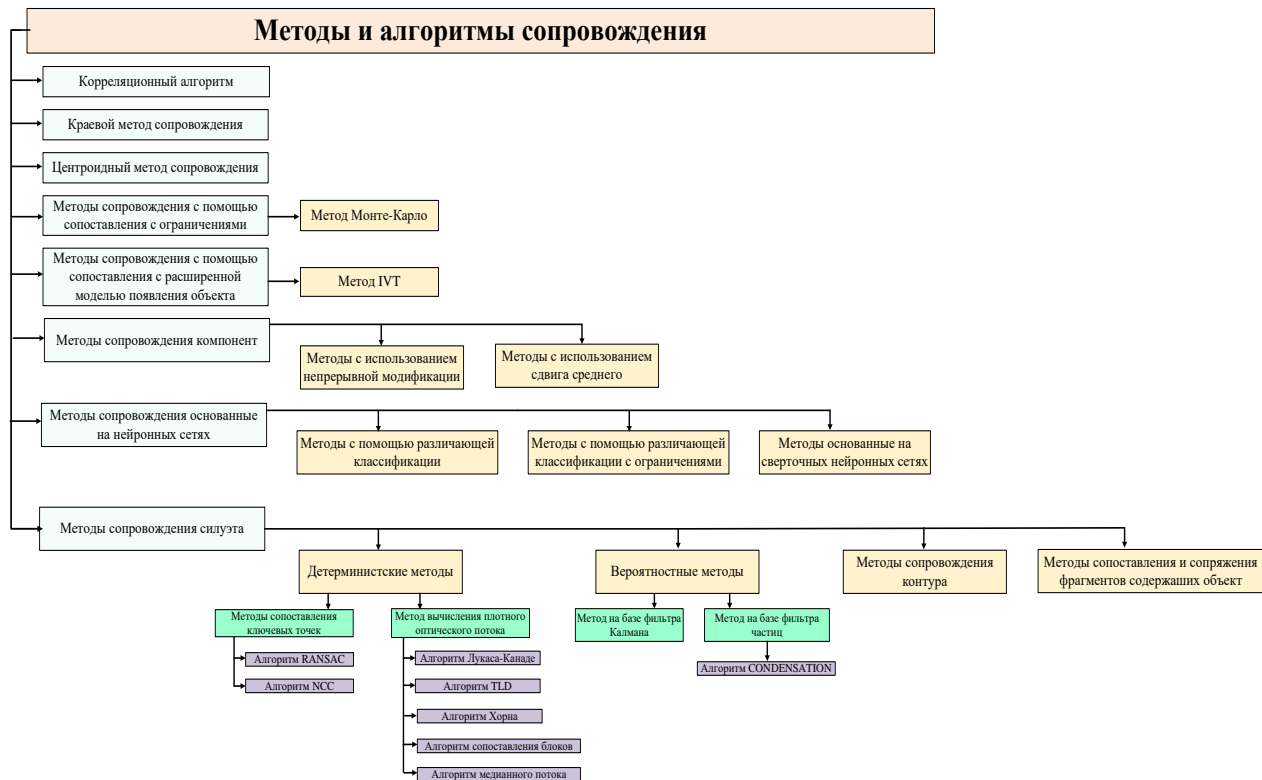 Методы и алгоритмы сопровождения
Корреляционный алгоритм
Краевой метод сопровождения
Центроидный метод сопровождения
Методы сопровождения с помощью
сопоставления с ограничениями
Метод Монте-Карло
Методы сопровождения с помощью
сопоставления с расширенной
моделью появления объекта
Метод IVT
Методы сопровождения компонент
Методы с использованием
непрерывной модификации
Методы с использованием
сдвига среднего
Методы сопровождения основанные
на нейронных сетях
Методы с помощью различающей
классификации
Методы с помощью различающей
классификации с ограничениями
Методы основанные на
сверточных нейронных сетях
Методы сопровождения силуэта
Детерминистские методы
Вероятностные методы
Методы сопровождения
контура
Методы сопоставления и сопряжения
фрагментов содержаших объект
Методы сопоставления
ключевых точек
Метод вычисления плотного
оптического потока
Метод на базе фильтра
Калмана
Метод на базе фильтра
частиц
Алгоритм RANSAC
Алгоритм NCC
Алгоритм Лукаса-Канаде
Алгоритм TLD
Алгоритм Хорна
Алгоритм сопоставления блоков
Алгоритм медианного потока
Алгоритм CONDENSATION